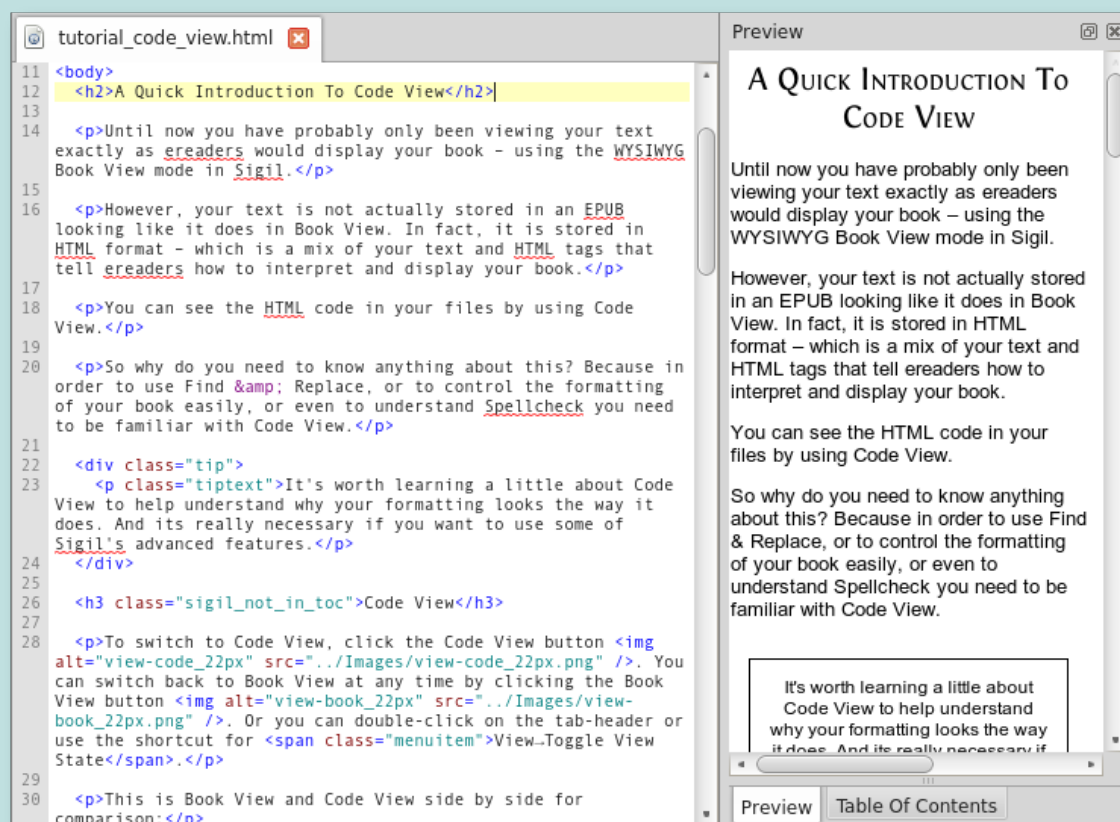 tutorial_code_view.html
11 <body>
12 <h2>A Quick Introduction To Code View</h2>
13
14 <p>Until now you have probably only been viewing your text
exactly as ereaders would display your book – using the WYSIWYG
Book View mode in Sigil.</p>
15
16 <p>However, your text is not actually stored in an EPUB
looking like it does in Book View. In fact, it is stored in
HTML format – which is a mix of your text and HTML tags that
tell ereaders how to interpret and display your book.</p>
17
18 <p>You can see the HTML code in your files by using Code
View.</p>
19
20 <p>So why do you need to know anything about this? Because in
order to use Find &amp; Replace, or to control the formatting
of your book easily, or even to understand Spellcheck you need
to be familiar with Code View.</p>
21
22 <div class="tip">
23 <p class="tiptext">It's worth learning a little about Code
View to help understand why your formatting looks the way it
does. And its really necessary if you want to use some of
Sigil's advanced features.</p>
24 </div>
25
26 <h3 class="sigil_not_in_toc">Code View</h3>
27
28 <p>To switch to Code View, click the Code View button <img
alt="view-code_22px" src="../Images/view-code_22px.png" />. You
can switch back to Book View at any time by clicking the Book
View button <img alt="view-book_22px" src="../Images/view-
book_22px.png" />. Or you can double-click on the tab-header or
use the shortcut for <span class="menuitem">View→Toggle View
State</span>.</p>
29
30 <p>This is Book View and Code View side by side for
comparison:</p>
Preview
A Quick Introduction To
Code View
Until now you have probably only been
viewing your text exactly as ereaders
would display your book – using the
WYSIWYG Book View mode in Sigil.
However, your text is not actually stored
in an EPUB looking like it does in Book
View. In fact, it is stored in HTML
format – which is a mix of your text and
HTML tags that tell ereaders how to
interpret and display your book.
You can see the HTML code in your
files by using Code View.
So why do you need to know anything
about this? Because in order to use Find
& Replace, or to control the formatting
of your book easily, or even to
understand Spellcheck you need to be
familiar with Code View.
It's worth learning a little about
Code View to help understand
why your formatting looks the way
it does. And its really necessary if
Preview
Table Of Contents